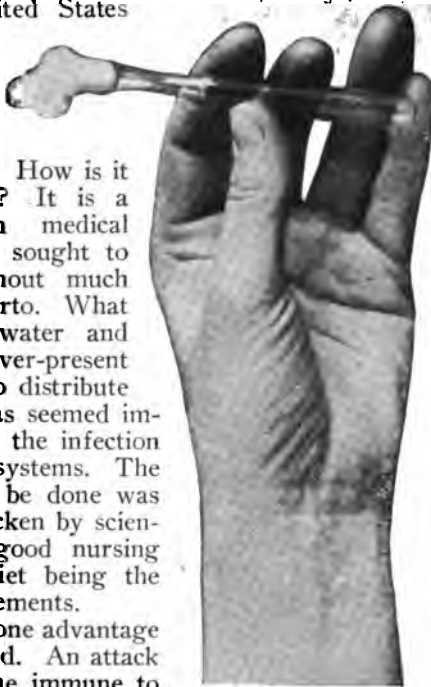 ited States
How is it
? It is a
medical
sought to
out much
rto. What
water and
ver-present
distribute
s seemed im-
the infection
systems. The
be done was
cken by scien-
good nursing
iet being the
ements.
one advantage
d. An attack
ne immune to